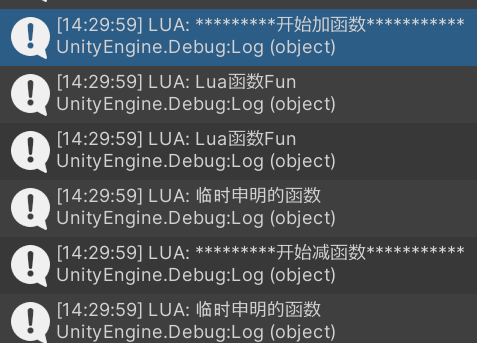 [14:29:59] LUA: *********开始加函数***********
UnityEngine.Debug:Log (object)
[14:29:59] LUA: Lua函数Fun
UnityEngine.Debug:Log (object)
[14:29:59] LUA: Lua函数Fun
UnityEngine.Debug:Log (object)
[14:29:59] LUA: 临时申明的函数
UnityEngine.Debug:Log (object)
[14:29:59] LUA: *********开始减函数***********
UnityEngine.Debug:Log (object)
[14:29:59] LUA: 临时申明的函数
UnityEngine.Debug:Log (object)